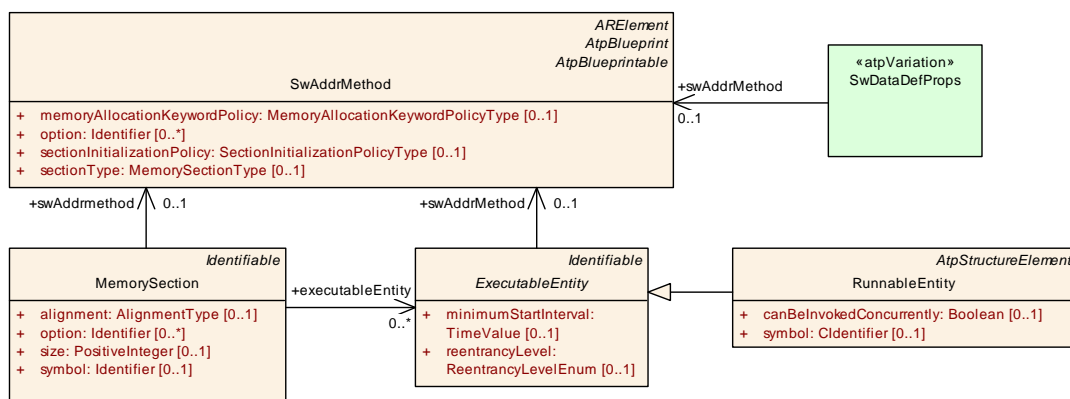 ARElement
AtpBlueprint
AtpBlueprintable
SwAddrMethod
+ memoryAllocationKeywordPolicy: MemoryAllocationKeywordPolicyType [0..1]
+ option: Identifier [0..*]
+ sectionInitializationPolicy: SectionInitializationPolicyType [0..1]
+ sectionType: MemorySectionType [0..1]
«atpVariation»
SwDataDefProps
+swAddrMethod
0..1
+swAddrmethod
0..1
+swAddrMethod
0..1
Identifiable
MemorySection
+ alignment: AlignmentType [0..1]
+ option: Identifier [0..*]
+ size: PositiveInteger [0..1]
+ symbol: Identifier [0..1]
+executableEntity
0..*
Identifiable
ExecutableEntity
+ minimumStartInterval:
TimeValue [0..1]
+ reentrancyLevel:
ReentrancyLevelEnum [0..1]
AtpStructureElement
RunnableEntity
+ canBeInvokedConcurrently: Boolean [0..1]
+ symbol: CIdentifier [0..1]